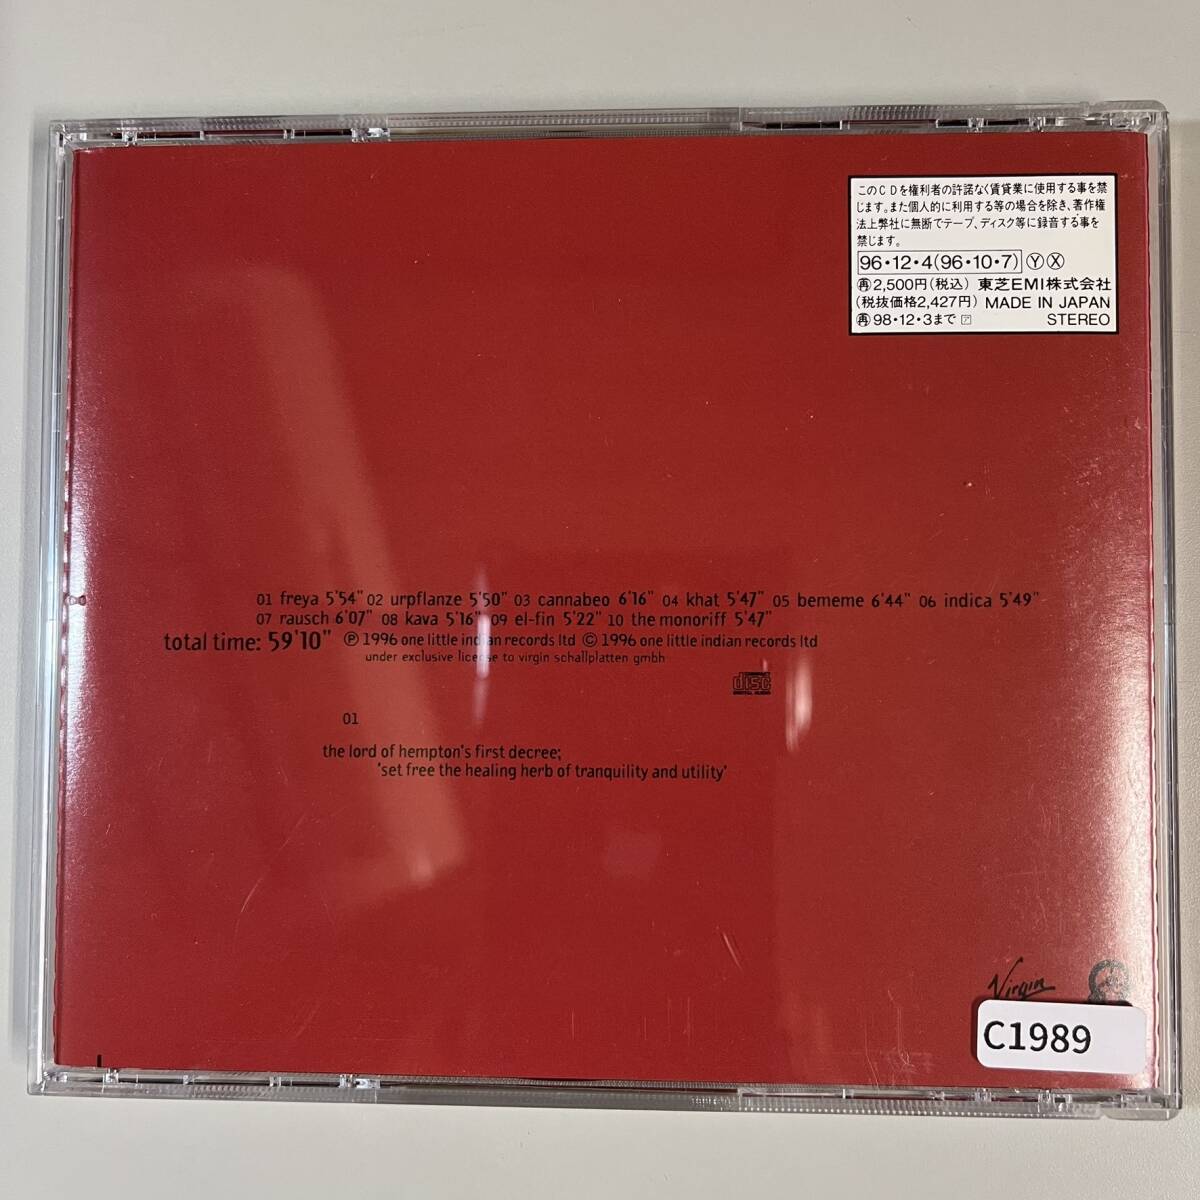 このCDを権利者の許諾なく賃貸業に使用する事を禁
じます。また個人的に利用する等の場合を除き、著作権
法上弊社に無断でテープ、ディスク等に録音する事を
禁じます。
96・12・4(96・10・7) Ⓨ Ⓧ
㊢2,500円(税込) 東芝EMI株式会社
(税抜価格2,427円) MADE IN JAPAN
98・12・3まで ア STEREO
01 freya 5'54" 02 urpflanze 5'50" 03 cannabeo 6'16" 04 khat 5'47" 05 bememe 6'44" 06 indica 5'49"
07 rausch 6'07" 08 kava 5'16" 09 el-fin 5'22" 10 the monoriff 5'47"
total time: 59'10" ℗ 1996 one little indian records ltd © 1996 one little indian records ltd
under exclusive license to virgin schallplatten gmbh
disc
DIGITAL AUDIO
01
the lord of hempton's first decree;
'set free the healing herb of tranquility and utility'
Virgin
C1989